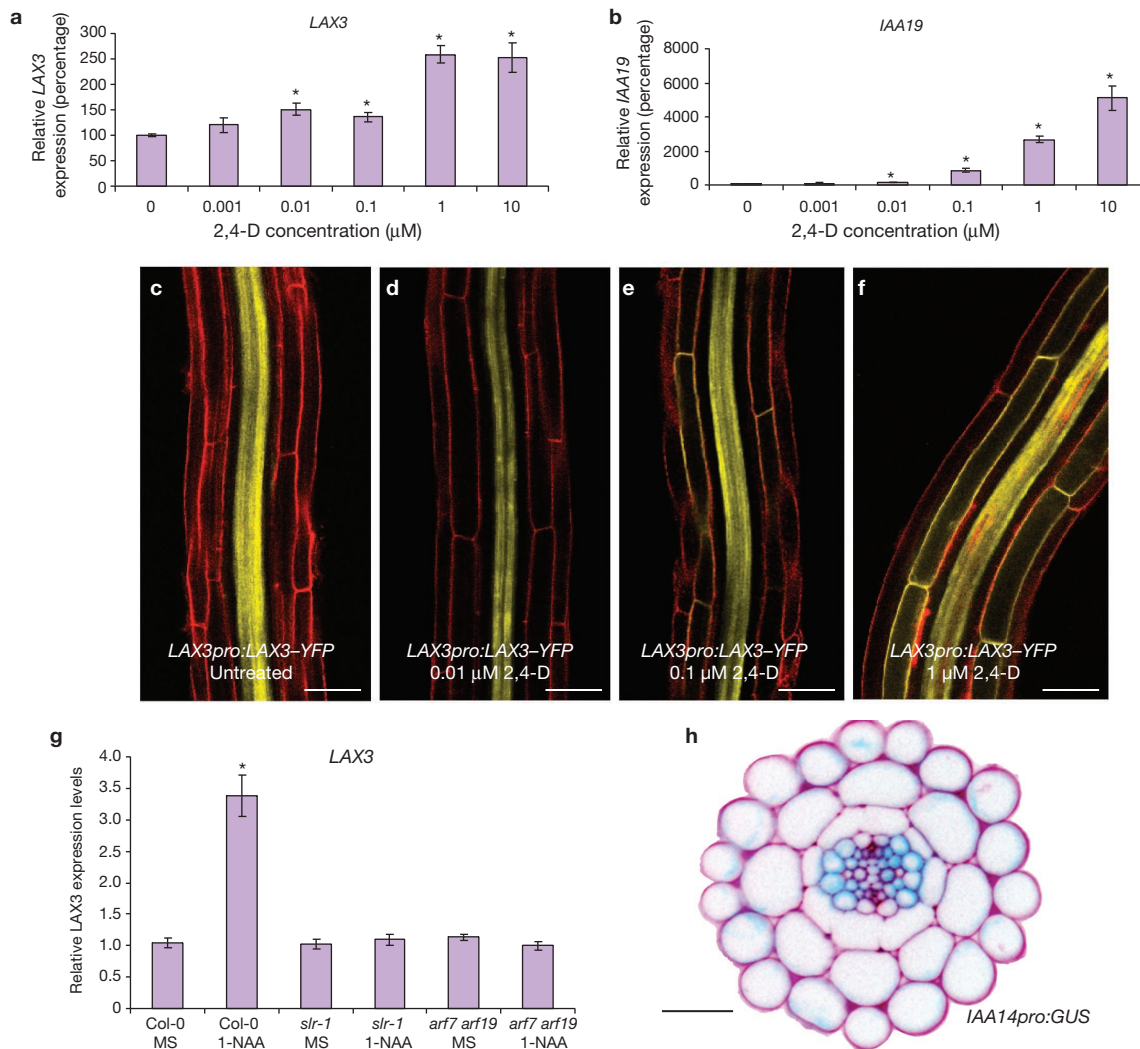 a
LAX3
Relative LAX3
expression (percentage)
300
250
200
150
100
50
0
*
*
*
*
0 0.001 0.01 0.1 1 10
2,4-D concentration (μM)
b
IAA19
Relative IAA19
expression (percentage)
8000
6000
4000
2000
0
*
*
*
*
0 0.001 0.01 0.1 1 10
2,4-D concentration (μM)
c
LAX3pro:LAX3–YFP
Untreated
d
LAX3pro:LAX3–YFP
0.01 μM 2,4-D
e
LAX3pro:LAX3–YFP
0.1 μM 2,4-D
f
LAX3pro:LAX3–YFP
1 μM 2,4-D
g
LAX3
Relative LAX3 expression levels
4.0
3.5
3.0
2.5
2.0
1.5
1.0
0.5
0
*
Col-0 Col-0 slr-1 slr-1 arf7 arf19 arf7 arf19
MS 1-NAA MS 1-NAA MS 1-NAA
h
IAA14pro:GUS